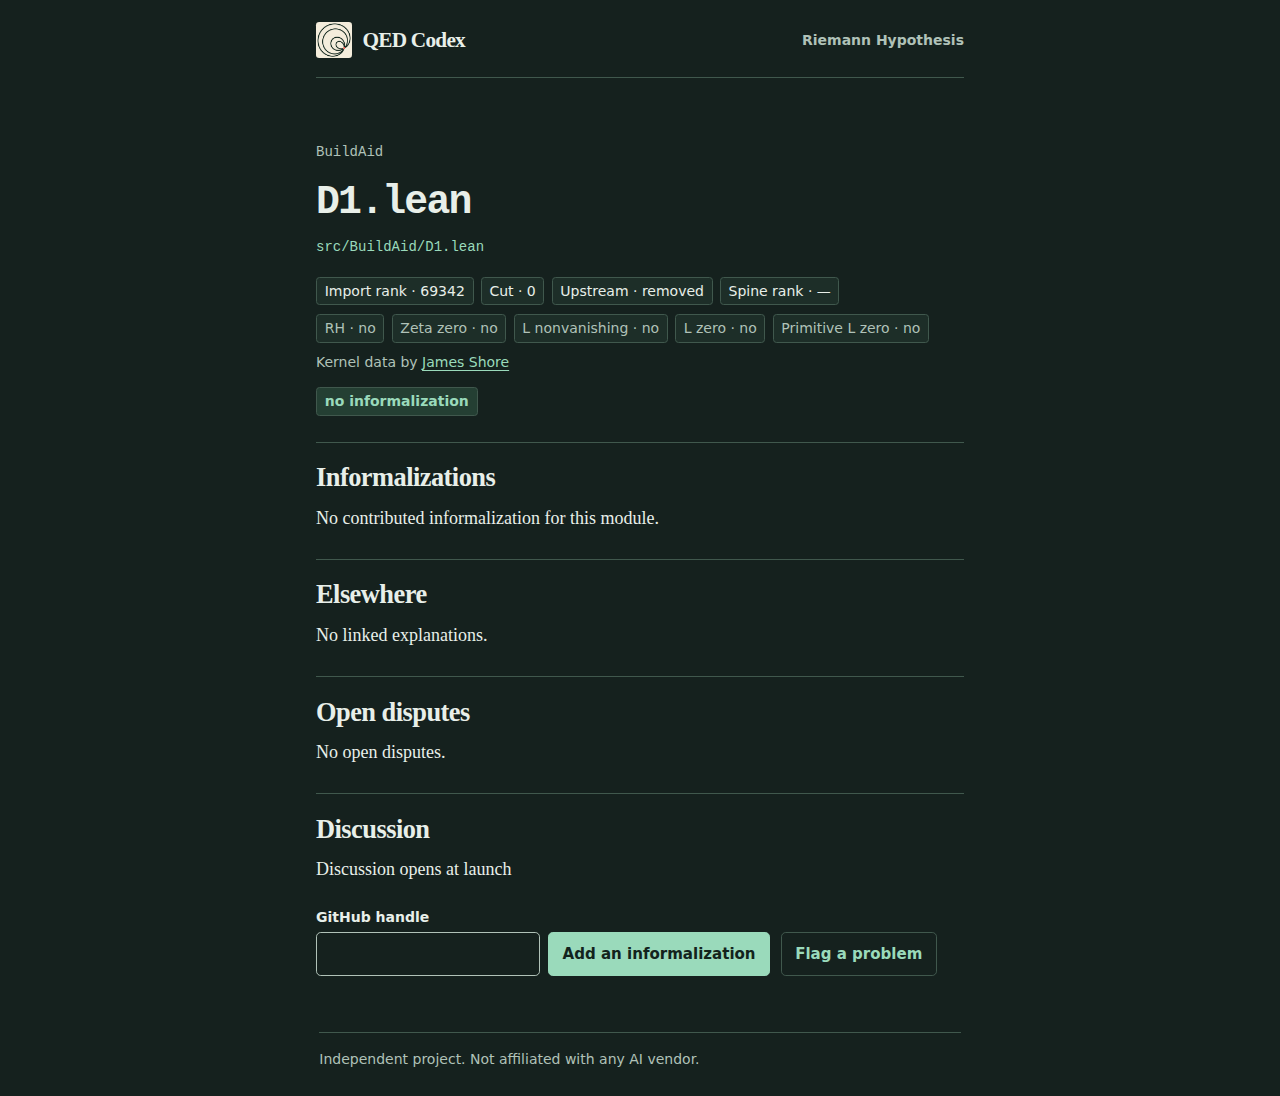 QED Codex
Riemann Hypothesis
BuildAid
D1.lean
src/BuildAid/D1.lean
Import rank · 69342
Cut · 0
Upstream · removed
Spine rank · —
RH · no
Zeta zero · no
L nonvanishing · no
L zero · no
Primitive L zero · no
Kernel data by James Shore
no informalization
Informalizations
No contributed informalization for this module.
Elsewhere
No linked explanations.
Open disputes
No open disputes.
Discussion
Discussion opens at launch
GitHub handle
Add an informalization
Flag a problem
Independent project. Not affiliated with any AI vendor.